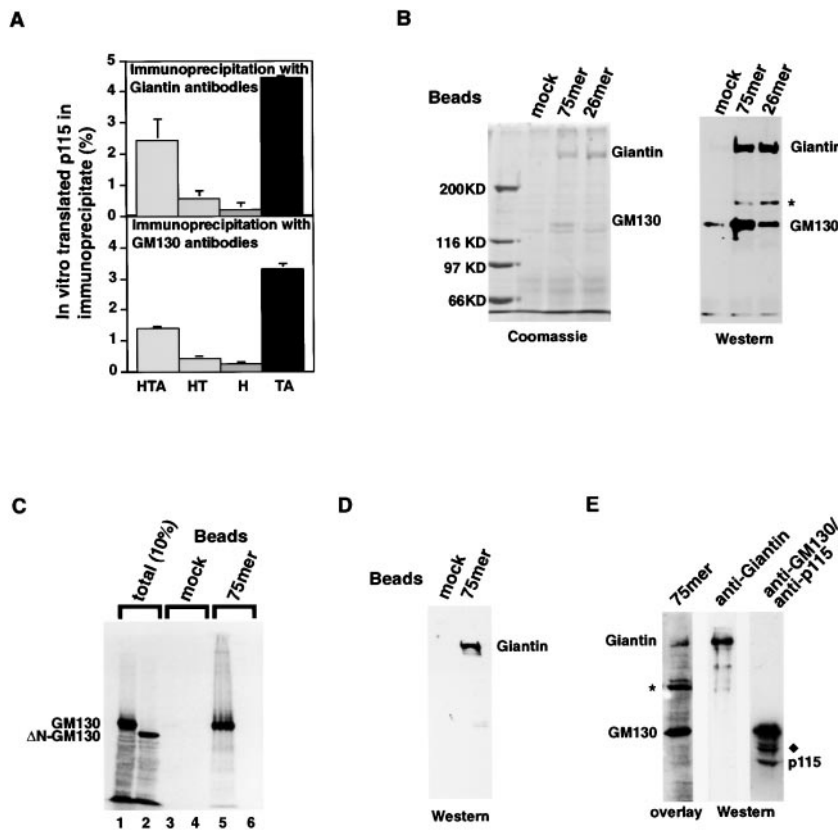 A
In vitro translated p115 in
immunoprecipitate (%)
5
4
3
2
1
0
Immunoprecipitation with
Giantin antibodies
4
3
2
1
0
Immunoprecipitation with
GM130 antibodies
HTA HT H TA
B
Beads
mock
75mer
26mer
Giantin
200KD
GM130
116 KD
97 KD
66KD
Coomassie
mock
75mer
26mer
Giantin
*
GM130
Western
C
Beads
total (10%)
mock
75mer
GM130
ΔN-GM130
1 2 3 4 5 6
D
Beads
mock
75mer
Giantin
Western
E
75mer
anti-Giantin
anti-GM130/
anti-p115
Giantin
*
GM130
◆
p115
overlay Western